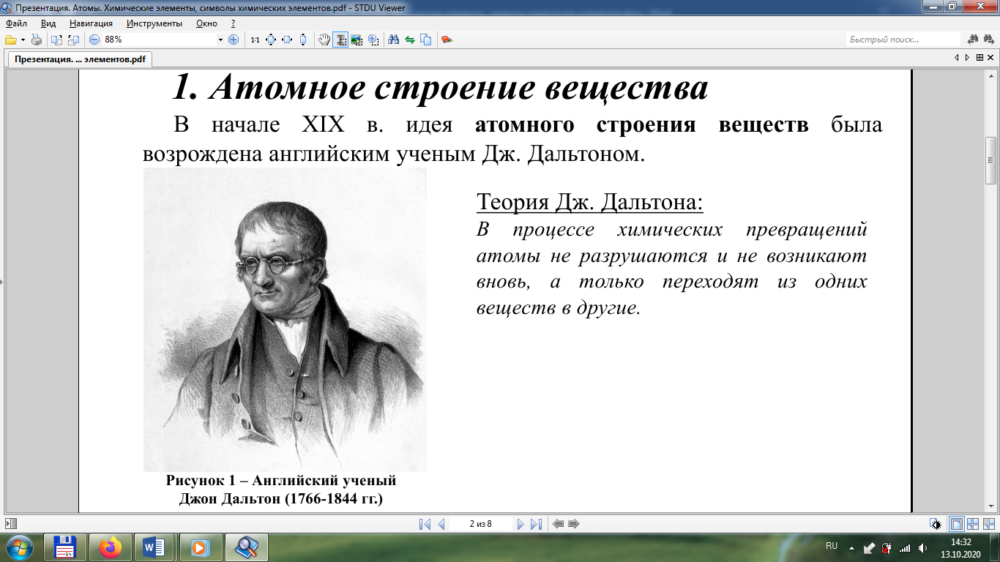 Презентация. Атомы. Химические элементы, символы химических элементов.pdf - STDU Viewer
Файл Вид Навигация Инструменты Окно ?
88%
1:1
Быстрый поиск...
Презентация. ... элементов.pdf
1. Атомное строение вещества
В начале XIX в. идея атомного строения веществ была
возрождена английским ученым Дж. Дальтоном.
Теория Дж. Дальтона:
В процессе химических превращений
атомы не разрушаются и не возникают
вновь, а только переходят из одних
веществ в другие.
Рисунок 1 – Английский ученый
Джон Дальтон (1766-1844 гг.)
2 из 8
64
W
RU
14:32
13.10.2020